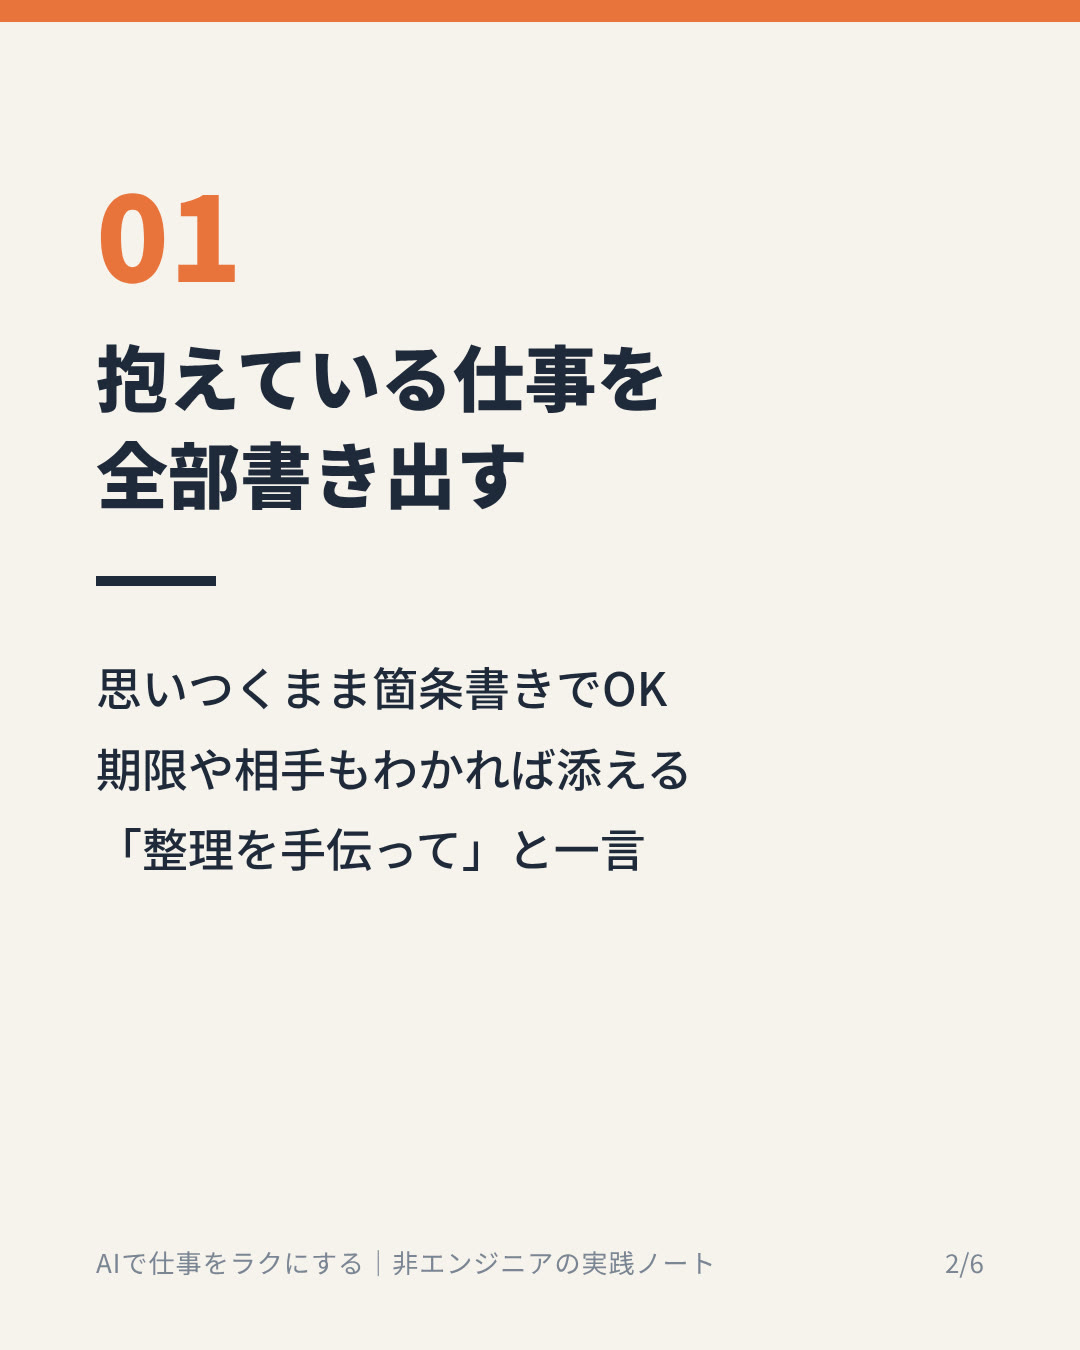 01
抱えている仕事を
全部書き出す
思いつくまま箇条書きでOK
期限や相手もわかれば添える
「整理を手伝って」と一言
AIで仕事をラクにする｜非エンジニアの実践ノート
2/6